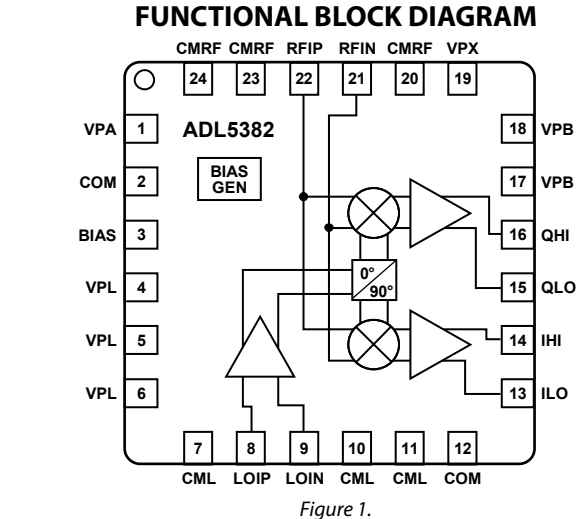 FUNCTIONAL BLOCK DIAGRAM
CMRF CMRF RFIP RFIN CMRF VPX
24 23 22 21 20 19
VPA 1 ADL5382 18 VPB
BIAS
GEN
COM 2 17 VPB
BIAS 3 16 QHI
0°
90°
VPL 4 15 QLO
VPL 5 14 IHI
VPL 6 13 ILO
7 8 9 10 11 12
CML LOIP LOIN CML CML COM
Figure 1.